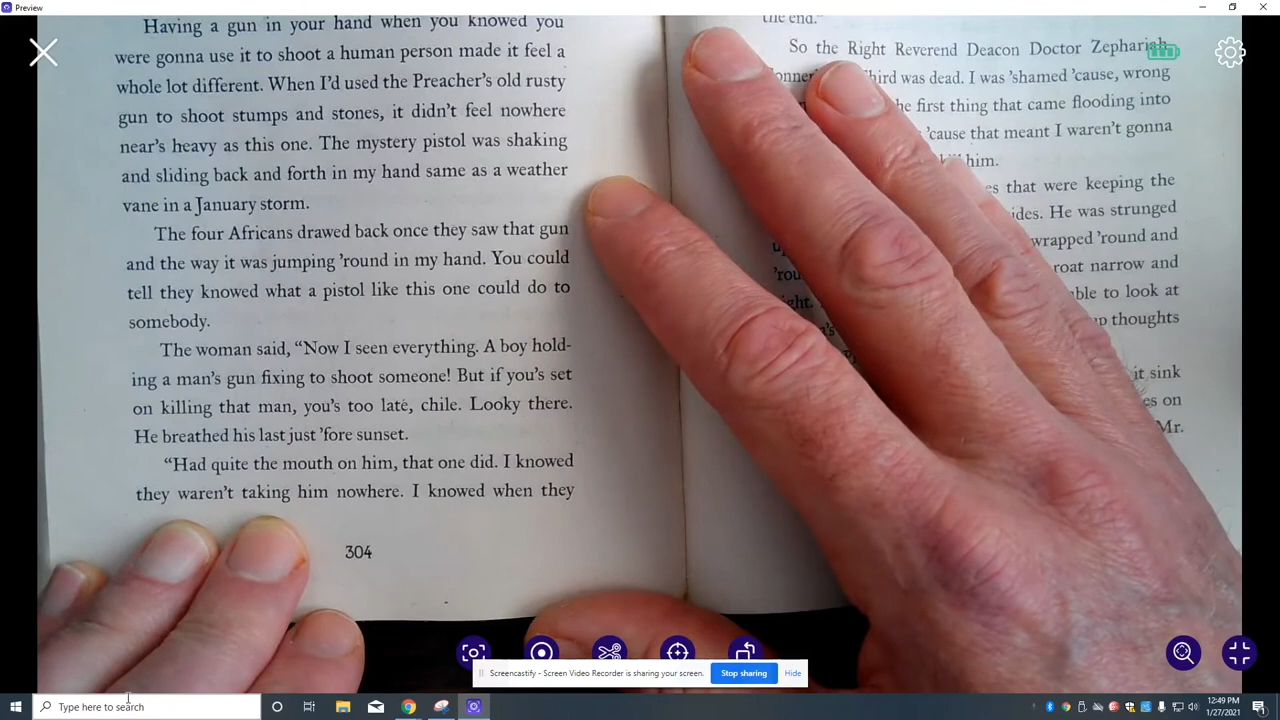 Preview
Having a gun in your hand when you knowed you
were gonna use it to shoot a human person made it feel a
whole lot different. When I'd used the Preacher's old rusty
gun to shoot stumps and stones, it didn't feel nowhere
near's heavy as this one. The mystery pistol was shaking
and sliding back and forth in my hand same as a weather
vane in a January storm.
The four Africans drawed back once they saw that gun
and the way it was jumping 'round in my hand. You could
tell they knowed what a pistol like this one could do to
somebody.
The woman said, “Now I seen everything. A boy hold-
ing a man's gun fixing to shoot someone! But if you's set
on killing that man, you's too late, chile. Looky there.
He breathed his last just 'fore sunset.
“Had quite the mouth on him, that one did. I knowed
they waren't taking him nowhere. I knowed when they
304
the end.”
So the Right Reverend Deacon Doctor Zephariah
Third was dead. I was 'shamed 'cause, wrong
the first thing that came flooding into
'cause that meant I waren't gonna
kill him.
that were keeping the
He was strunged
wrapped 'round and
narrow and
to look at
up thoughts
it sink
on
Mr.
Screencastify - Screen Video Recorder is sharing your screen.
Stop sharing
Hide
Type here to search
12:49 PM
1/27/2021